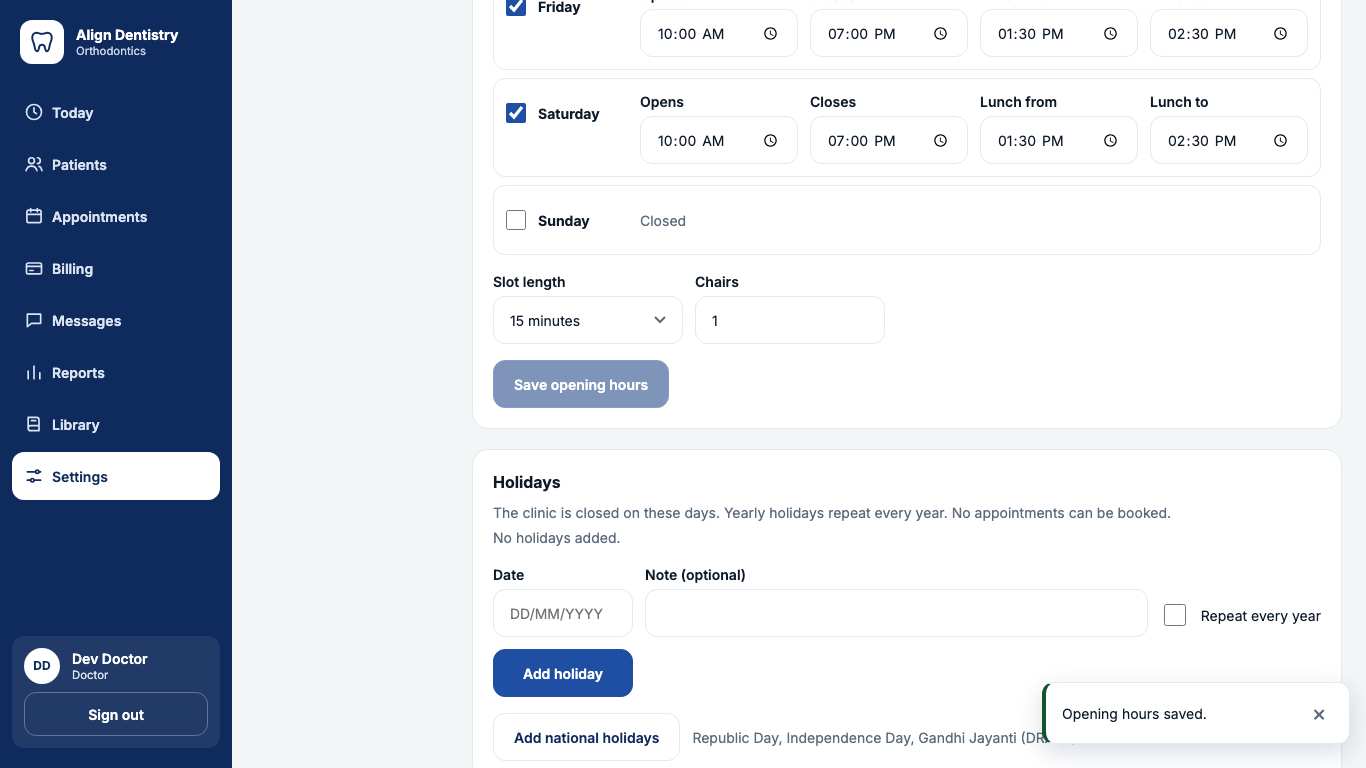 Align Dentistry
Orthodontics
Today
Patients
Appointments
Billing
Messages
Reports
Library
Settings
DD
Dev Doctor
Doctor
Sign out
Friday
10:00 AM
07:00 PM
01:30 PM
02:30 PM
Saturday
Opens
Closes
Lunch from
Lunch to
10:00 AM
07:00 PM
01:30 PM
02:30 PM
Sunday
Closed
Slot length
Chairs
15 minutes
1
Save opening hours
Holidays
The clinic is closed on these days. Yearly holidays repeat every year. No appointments can be booked.
No holidays added.
Date
Note (optional)
DD/MM/YYYY
Repeat every year
Add holiday
Add national holidays
Republic Day, Independence Day, Gandhi Jayanti
Opening hours saved.